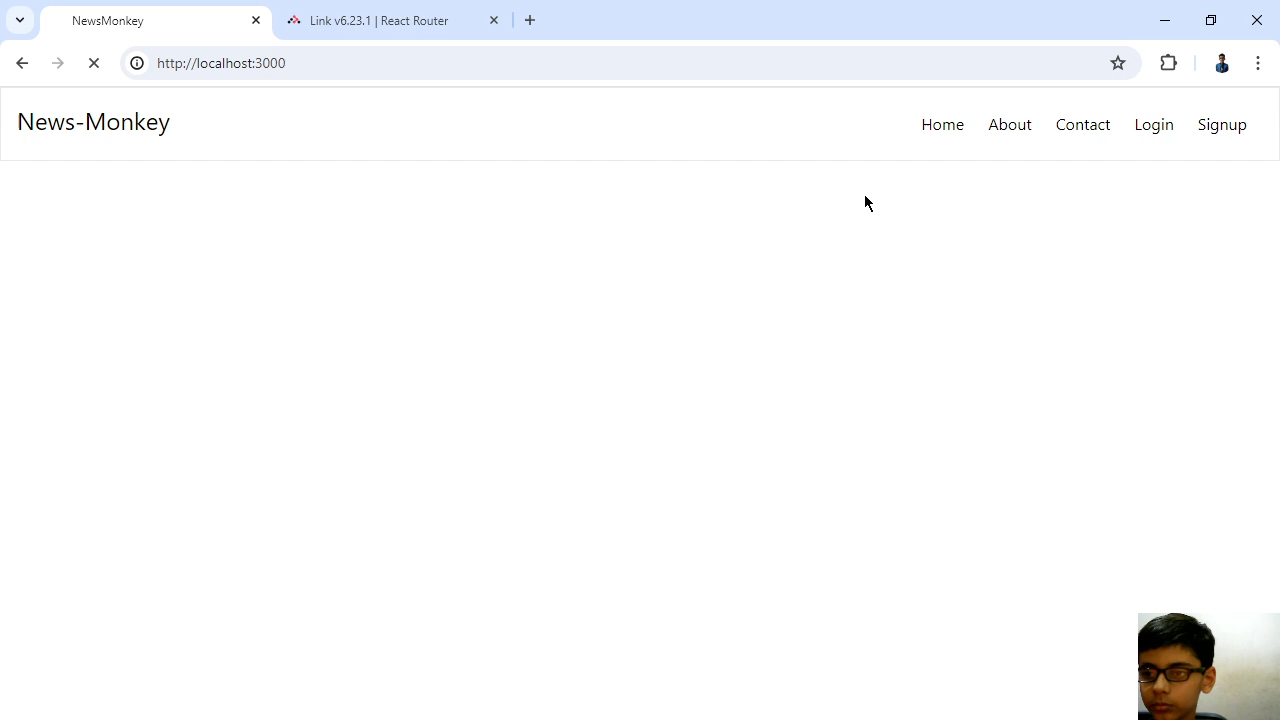 NewsMonkey
Link v6.23.1 | React Router
http://localhost:3000
News-Monkey
Home About Contact Login Signup